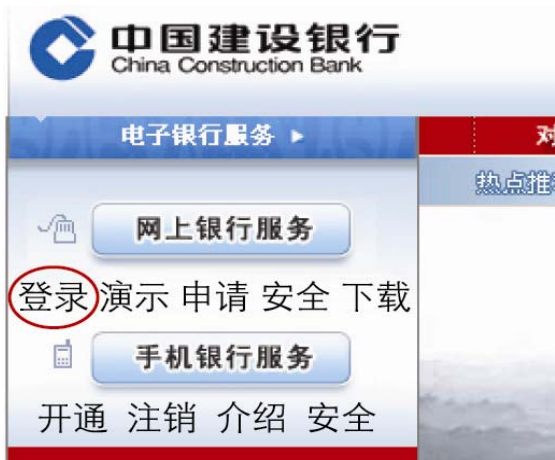 中国建设银行
China Construction Bank
电子银行服务
对
热点推
网上银行服务
登录 演示 申请 安全 下载
手机银行服务
开通 注销 介绍 安全